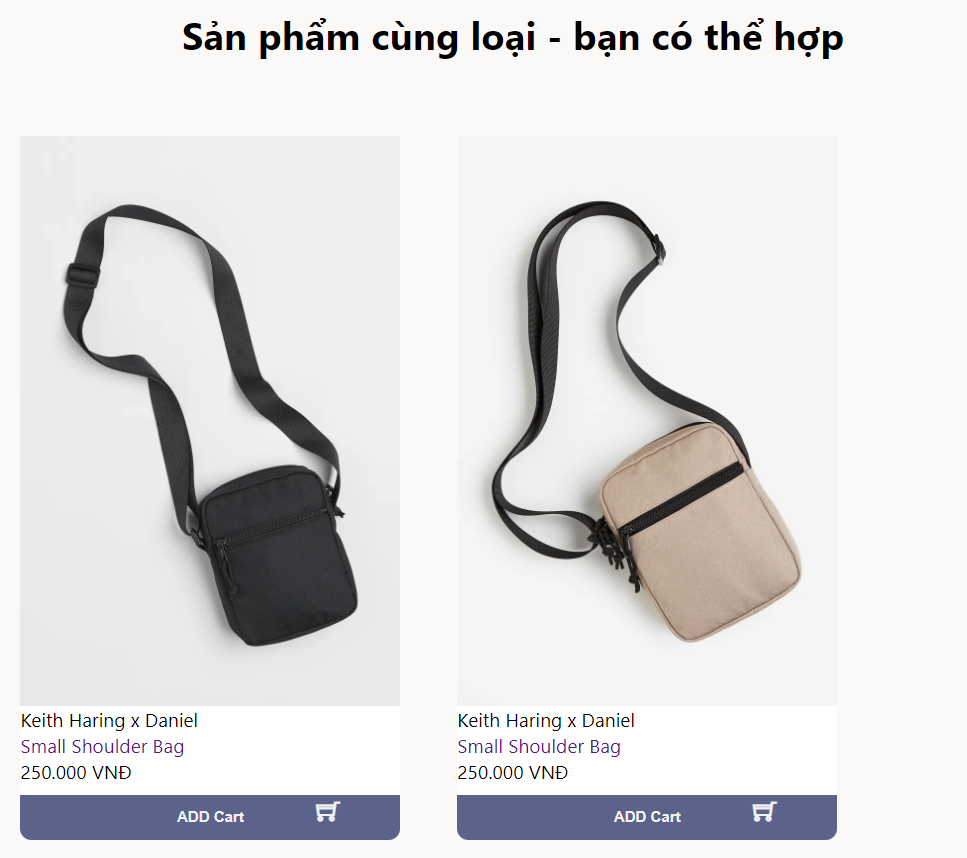 Sản phẩm cùng loại - bạn có thể hợp
Keith Haring x Daniel
Small Shoulder Bag
250.000 VNĐ
ADD Cart
Keith Haring x Daniel
Small Shoulder Bag
250.000 VNĐ
ADD Cart